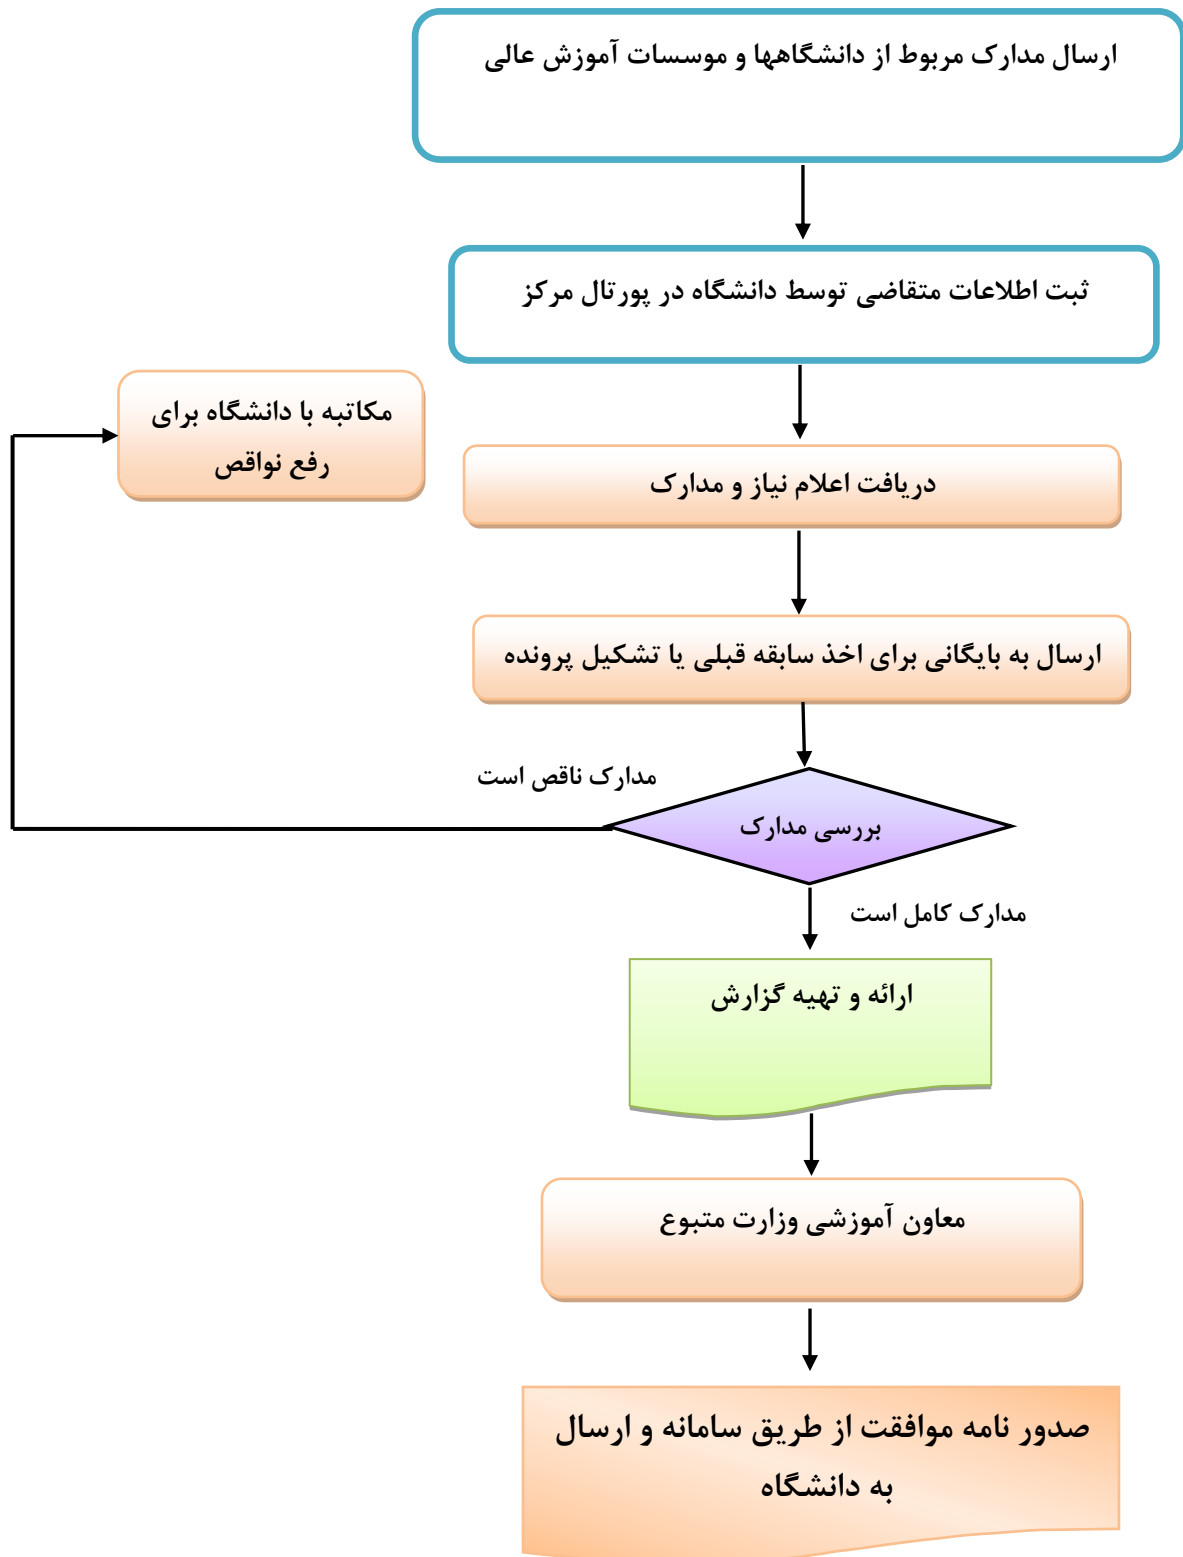 ارسال مدارک مربوط از دانشگاهها و موسسات آموزش عالی
ثبت اطلاعات متقاضی توسط دانشگاه در پورتال مرکز
مکاتبه با دانشگاه برای
رفع نواقص
دریافت اعلام نیاز و مدارک
ارسال به بایگانی برای اخذ سابقه قبلی یا تشکیل پرونده
مدارک ناقص است
بررسی مدارک
مدارک کامل است
ارائه و تهیه گزارش
معاون آموزشی وزارت متبوع
صدور نامه موافقت از طریق سامانه و ارسال
به دانشگاه